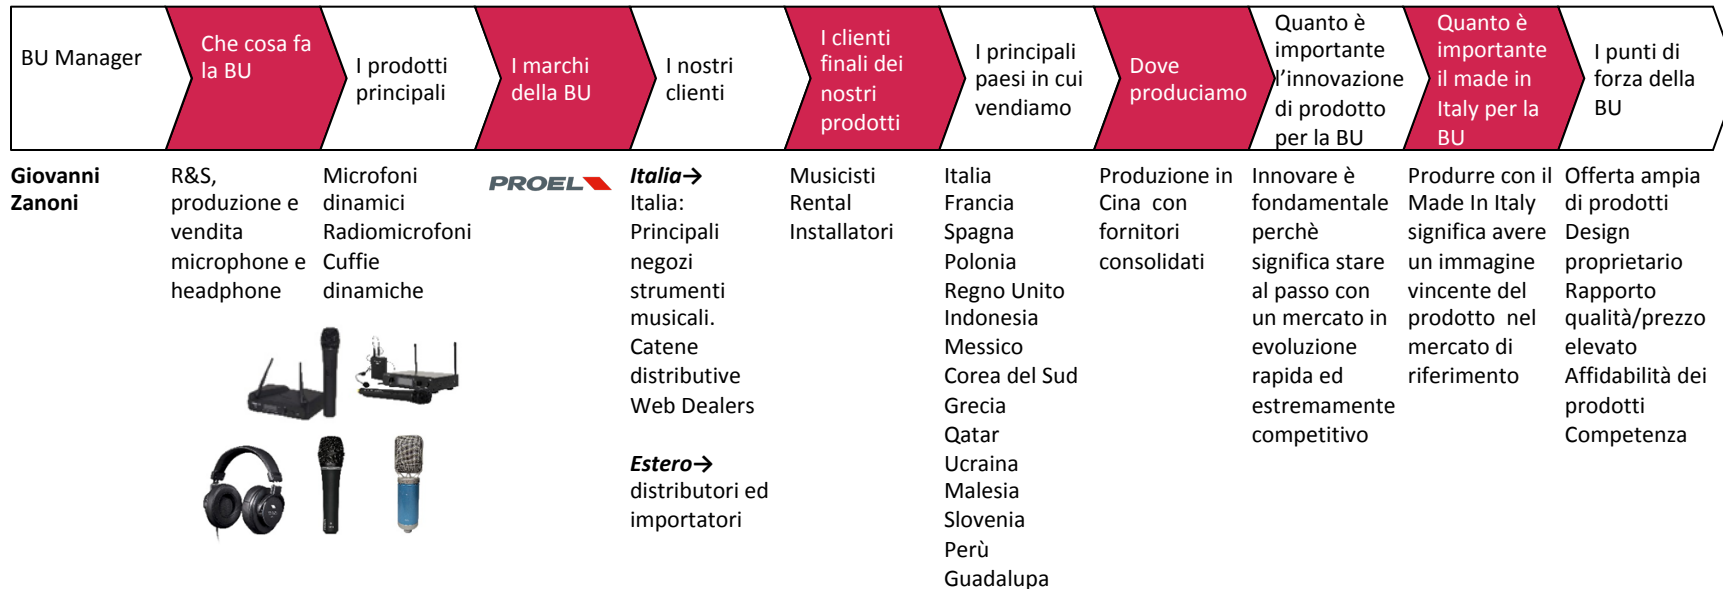 BU Manager
Che cosa fa
la BU
I prodotti
principali
I marchi
della BU
I nostri
clienti
I clienti
finali dei
nostri
prodotti
I principali
paesi in cui
vendiamo
Dove
produciamo
Quanto è
importante
l'innovazione
di prodotto
per la BU
Quanto è
importante
il made in
Italy per la
BU
I punti di
forza della
BU
Giovanni
Zanoni
R&S,
produzione e
vendita
microphone e
headphone
Microfoni
dinamici
Radiomicrofoni
Cuffie
dinamiche
PROEL
Italia→
Italia:
Principali
negozi
strumenti
musicali.
Catene
distributive
Web Dealers
Estero→
distributori ed
importatori
Musicisti
Rental
Installatori
Italia
Francia
Spagna
Polonia
Regno Unito
Indonesia
Messico
Corea del Sud
Grecia
Qatar
Ucraina
Malesia
Slovenia
Perù
Guadalupa
Produzione in
Cina con
fornitori
consolidati
Innovare è
fondamentale
perchè
significa stare
al passo con
un mercato in
evoluzione
rapida ed
estremamente
competitivo
Produrre con il
Made In Italy
significa avere
un immagine
vincente del
prodotto nel
mercato di
riferimento
Offerta ampia
di prodotti
Design
proprietario
Rapporto
qualità/prezzo
elevato
Affidabilità dei
prodotti
Competenza